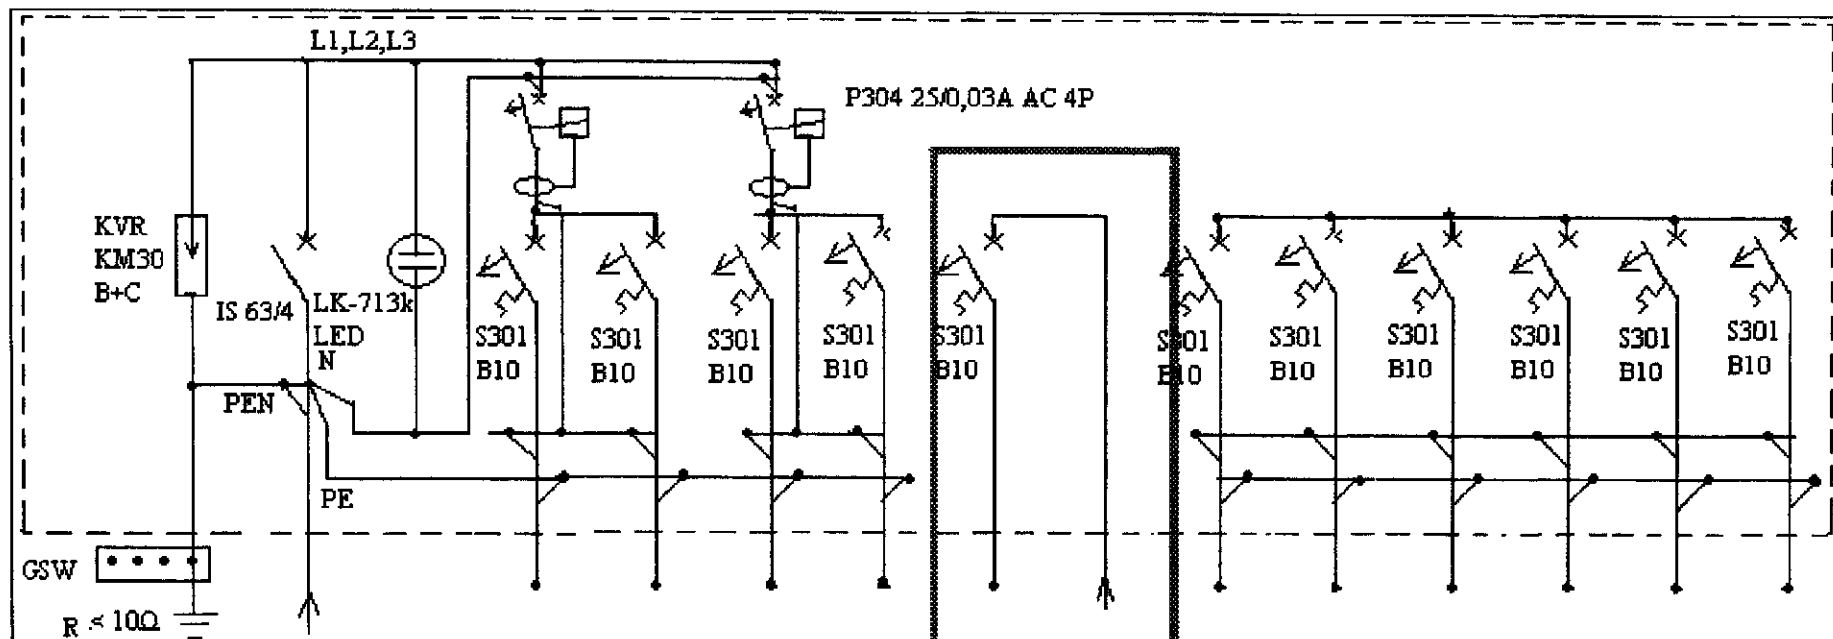 L1,L2,L3
P304 25/0,03A AC 4P
KVR
KM30
B+C
IS 63/4
LK-713k
LED
N
PEN
PE
S301
B10
S301
B10
S301
B10
S301
B10
S301
B10
S301
B10
S301
B10
S301
B10
S301
B10
S301
B10
S301
B10
GSW
R < 10Ω